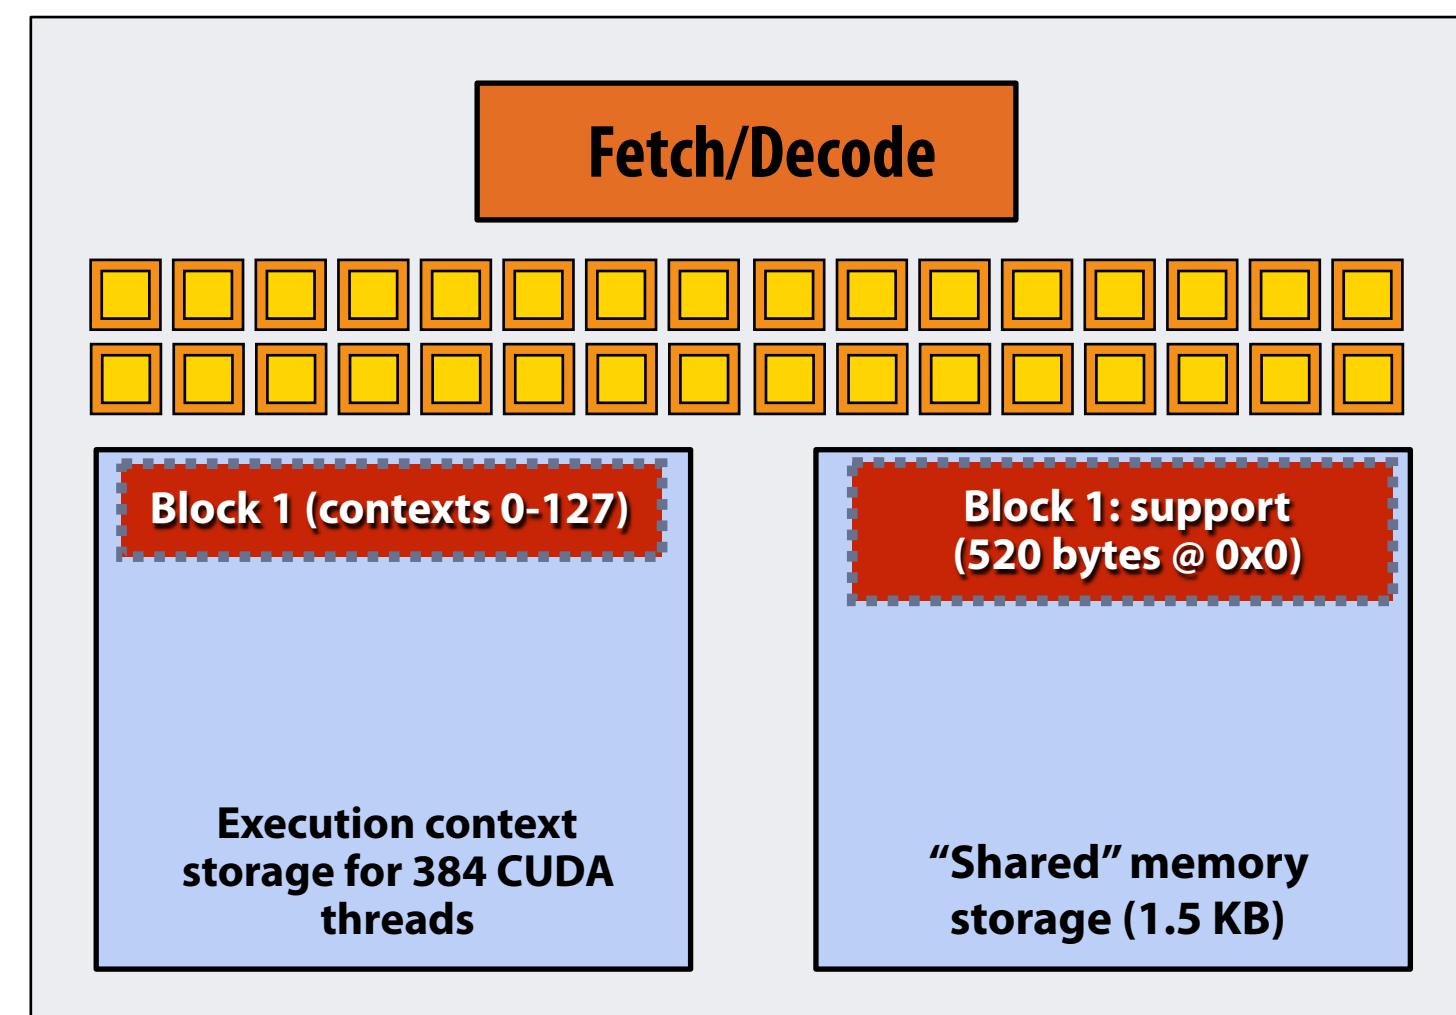 Fetch/Decode
Block 1 (contexts 0-127)
Block 1: support
(520 bytes @ 0x0)
Execution context
storage for 384 CUDA
threads
“Shared” memory
storage (1.5 KB)